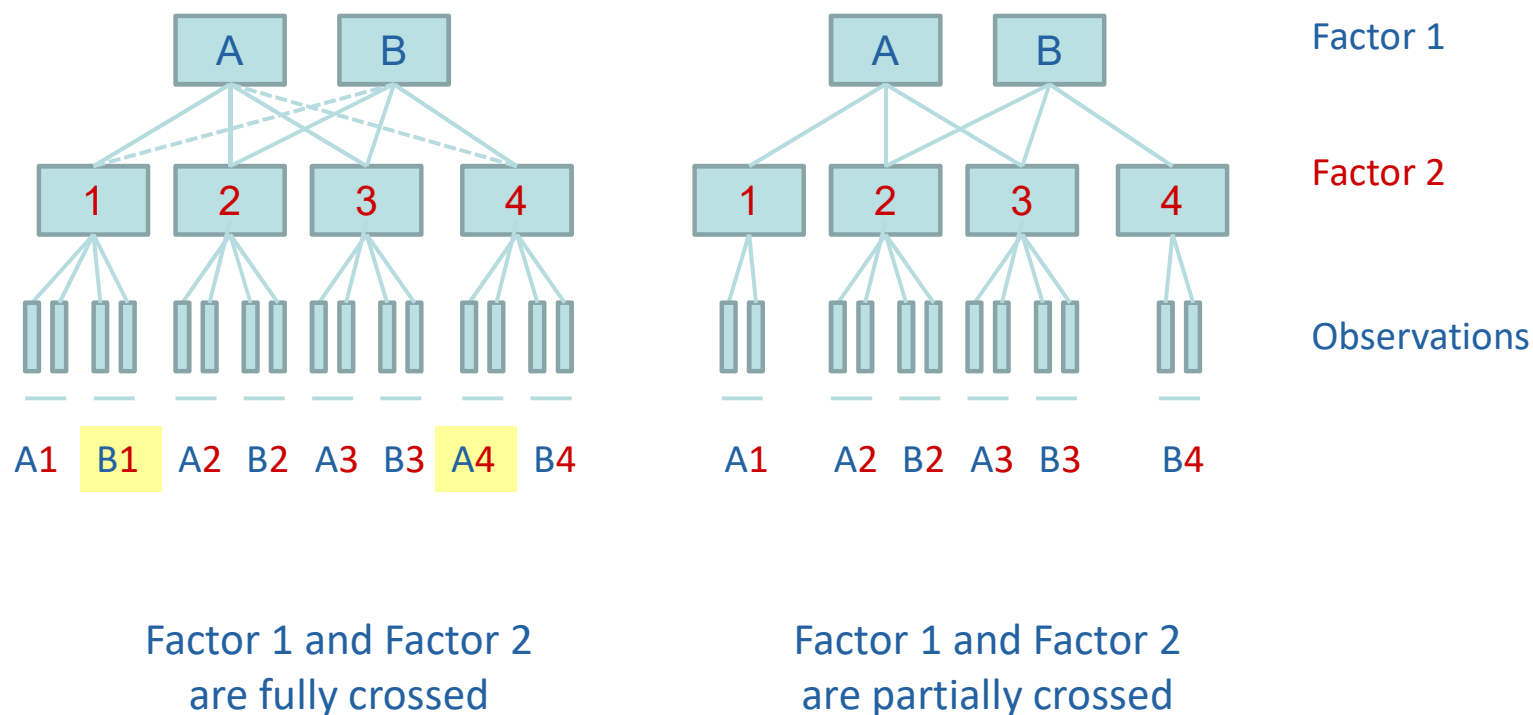 A B A B Factor 1
1 2 3 4 1 2 3 4 Factor 2
Observations
A1 B1 A2 B2 A3 B3 A4 B4 A1 A2 B2 A3 B3 B4
Factor 1 and Factor 2
are fully crossed
Factor 1 and Factor 2
are partially crossed